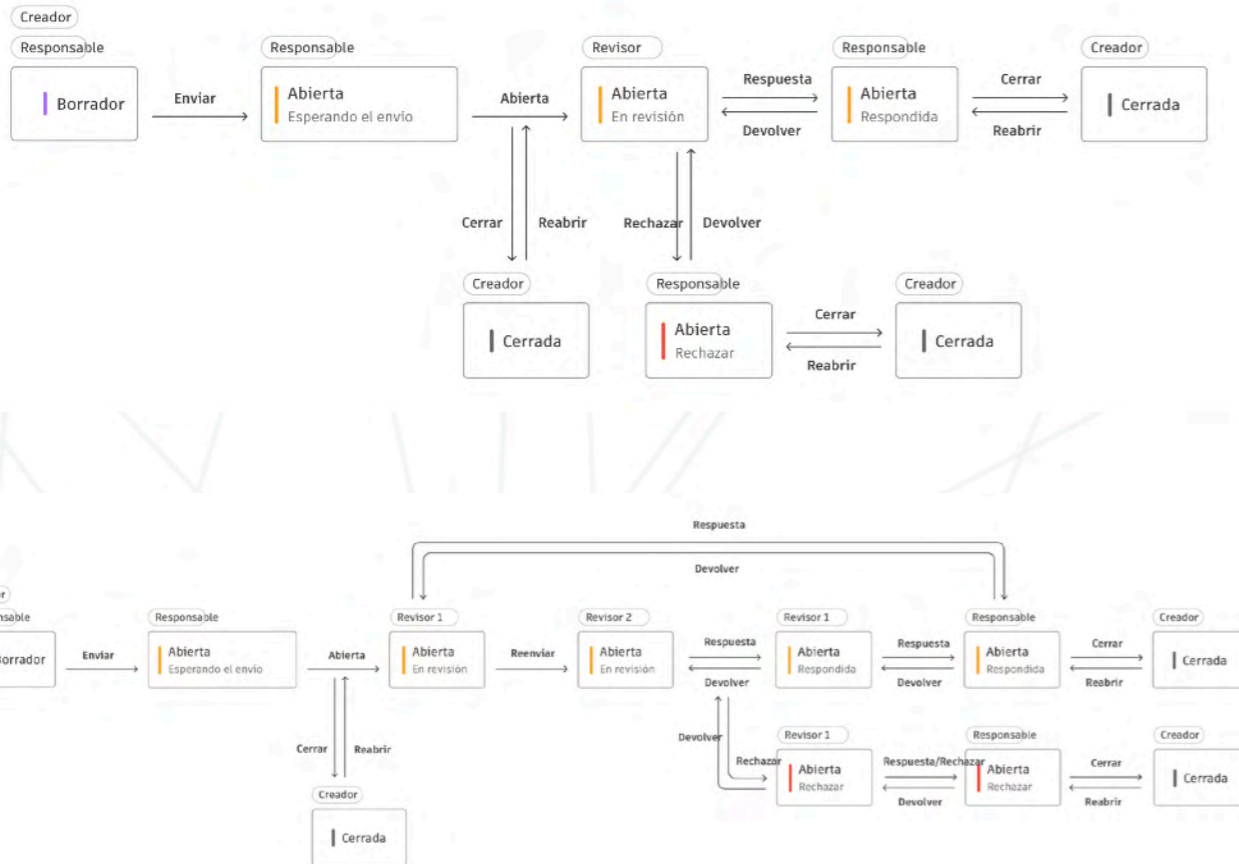 Creador
Responsable
Responsable
Revisor
Responsable
Creador
Borrador
Enviar
Abierta
Esperando el envío
Abierta
Abierta
En revisión
Respuesta
Devolver
Abierta
Respondida
Cerrar
Reabrir
Cerrada
Cerrar
Reabrir
Rechazar
Devolver
Creador
Responsable
Creador
Cerrada
Abierta
Rechazar
Cerrar
Reabrir
Cerrada
Respuesta
Devolver
or
nsable
Responsable
Revisor 1
Revisor 2
Revisor 1
Responsable
Creador
Borrador
Enviar
Abierta
Esperando el envío
Abierta
Abierta
En revisión
Reenviar
Abierta
En revisión
Respuesta
Devolver
Abierta
Respondida
Respuesta
Devolver
Abierta
Respondida
Cerrar
Reabrir
Cerrada
Cerrar
Reabrir
Devolver
Rechazar
Revisor 1
Responsable
Creador
Abierta
Rechazar
Respuesta/Rechazar
Devolver
Abierta
Rechazar
Cerrar
Reabrir
Cerrada
Creador
Cerrada